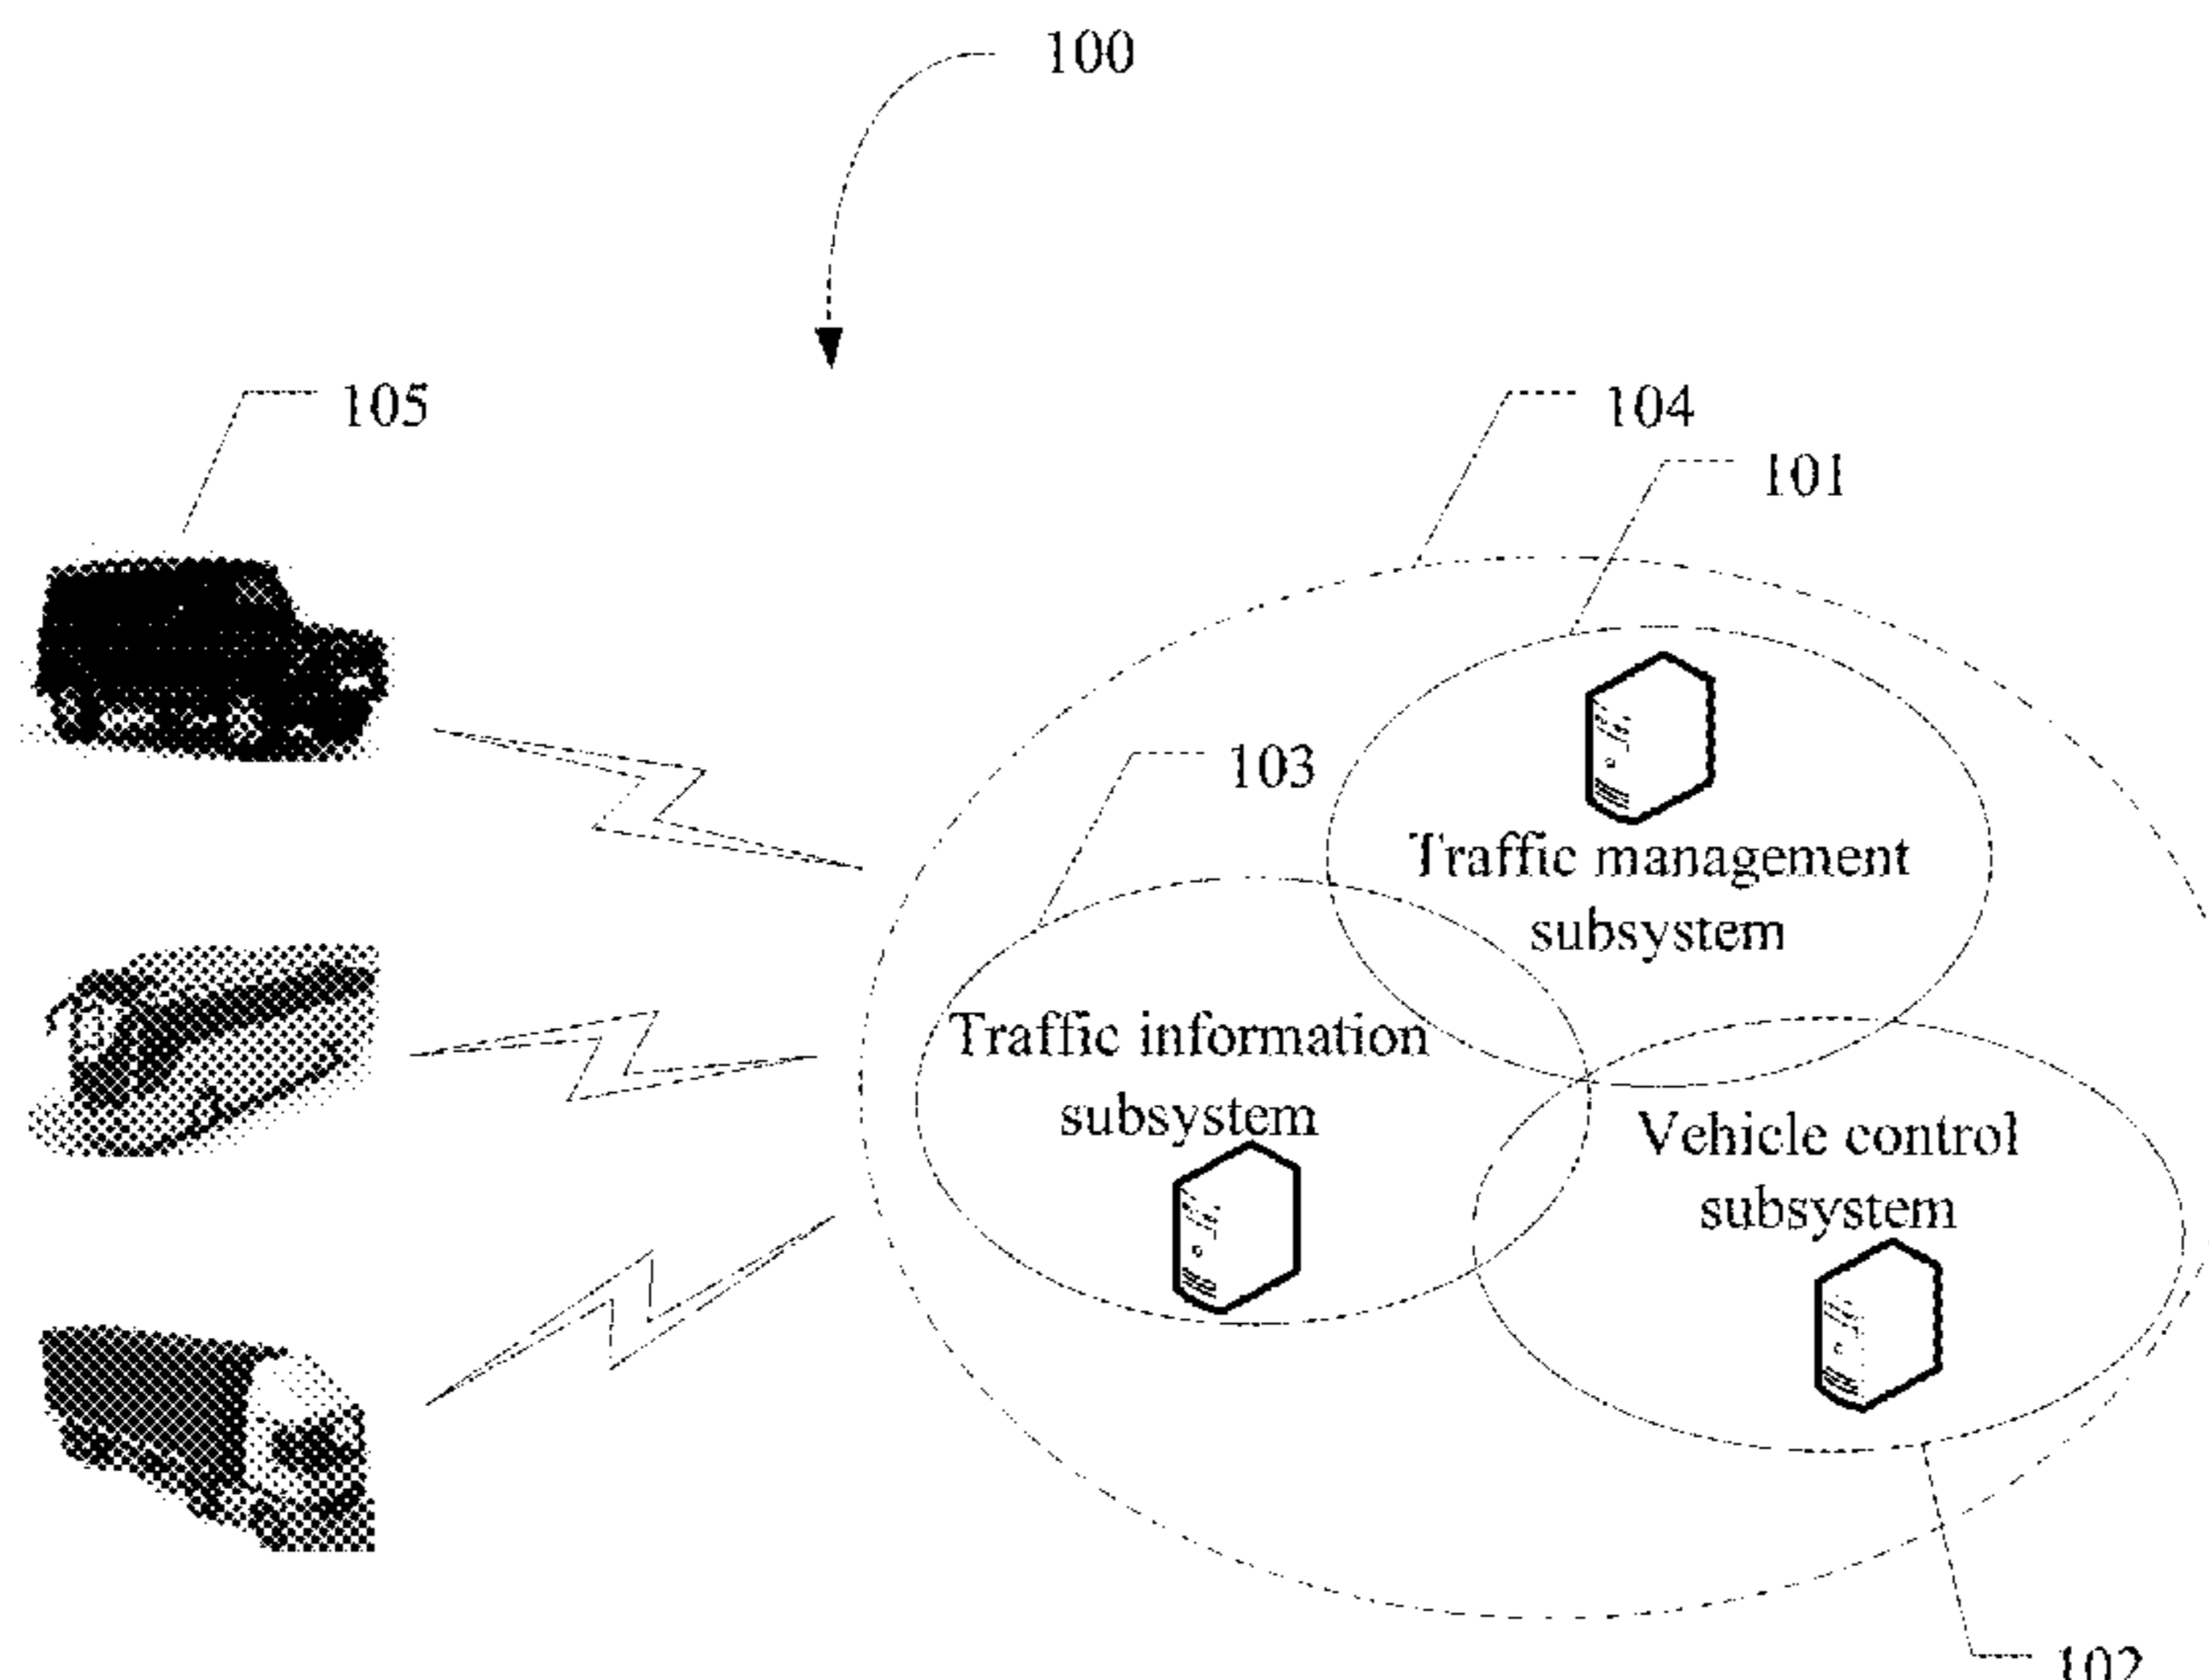 100
105
104
101
103
Traffic management
subsystem
Traffic information
subsystem
Vehicle control
subsystem
102